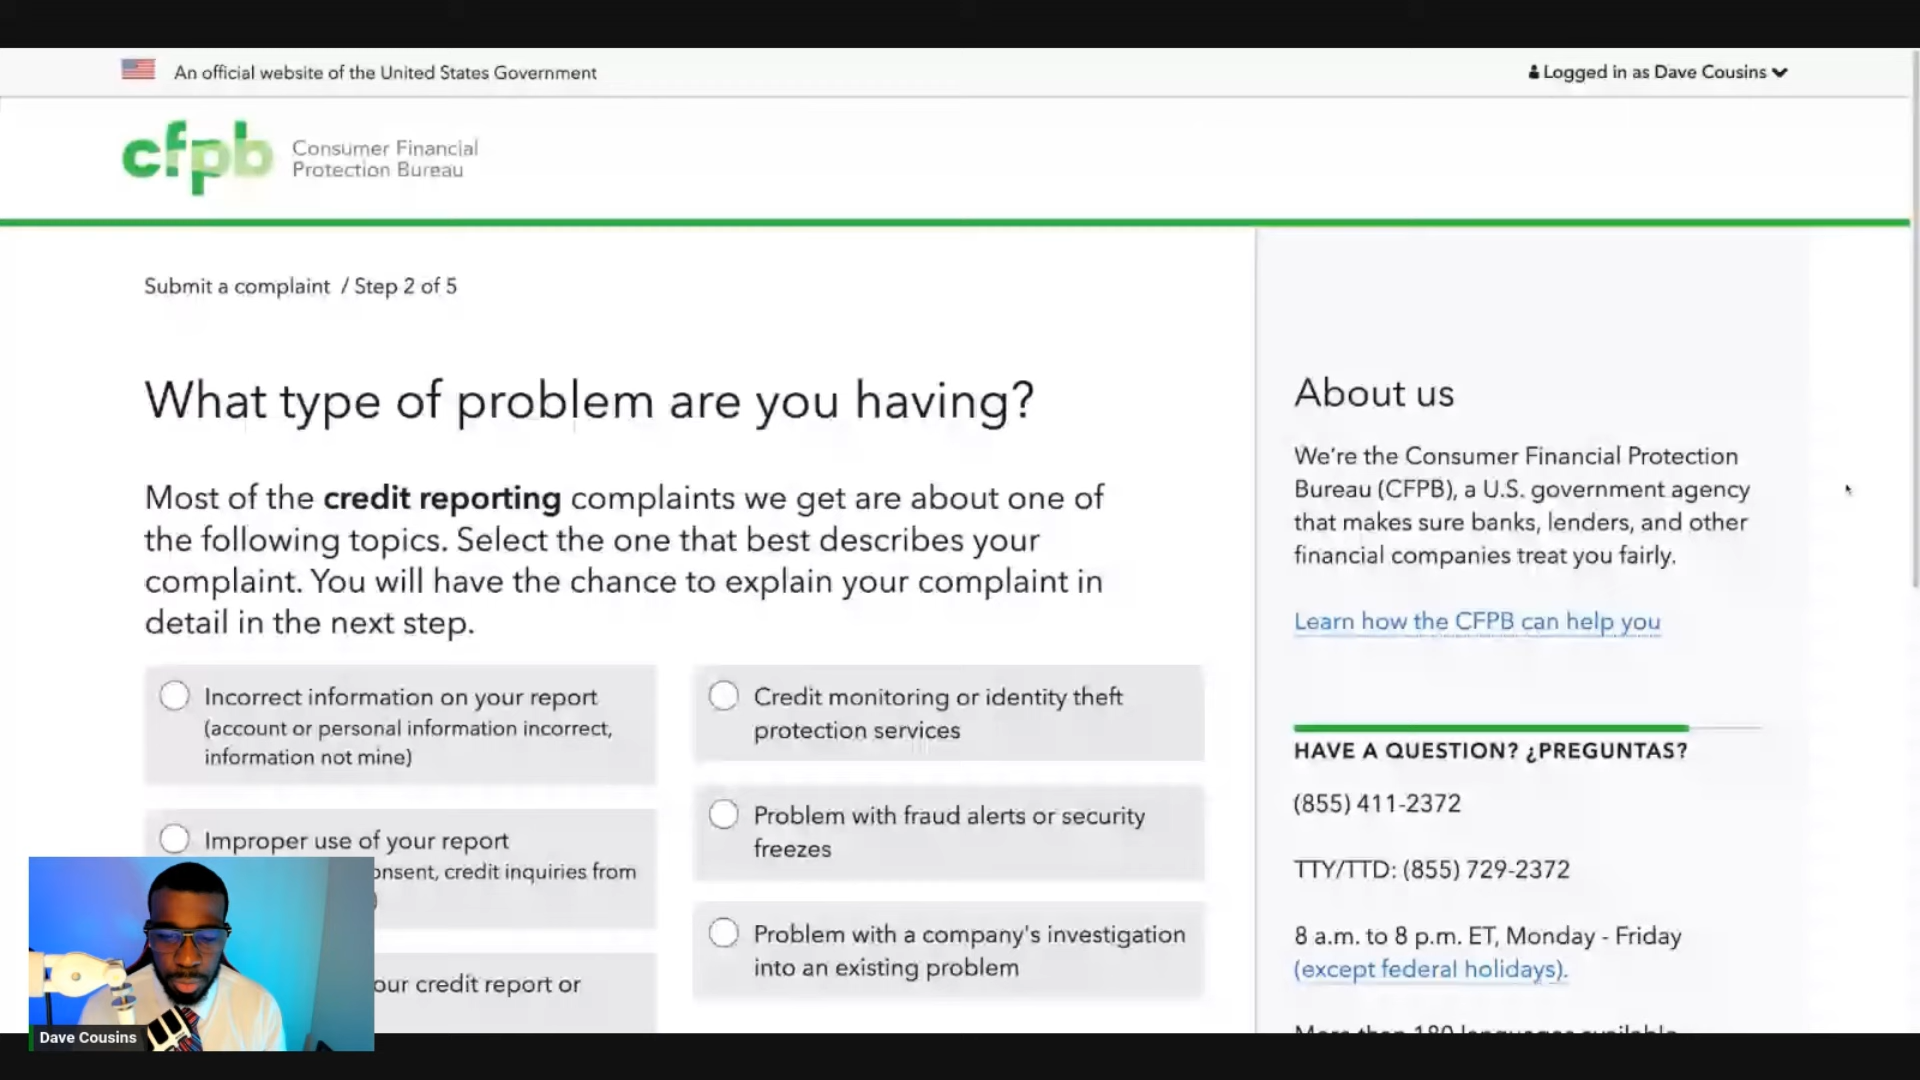 An official website of the United States Government
Logged in as Dave Cousins
cfpb
Consumer Financial
Protection Bureau
Submit a complaint / Step 2 of 5
What type of problem are you having?
Most of the credit reporting complaints we get are about one of
the following topics. Select the one that best describes your
complaint. You will have the chance to explain your complaint in
detail in the next step.
Incorrect information on your report
(account or personal information incorrect,
information not mine)
Improper use of your report
onsent, credit inquiries from
)
our credit report or
Credit monitoring or identity theft
protection services
Problem with fraud alerts or security
freezes
Problem with a company's investigation
into an existing problem
About us
We're the Consumer Financial Protection
Bureau (CFPB), a U.S. government agency
that makes sure banks, lenders, and other
financial companies treat you fairly.
Learn how the CFPB can help you
HAVE A QUESTION? ¿PREGUNTAS?
(855) 411-2372
TTY/TTD: (855) 729-2372
8 a.m. to 8 p.m. ET, Monday - Friday
(except federal holidays).
More than 180 languages available
Dave Cousins